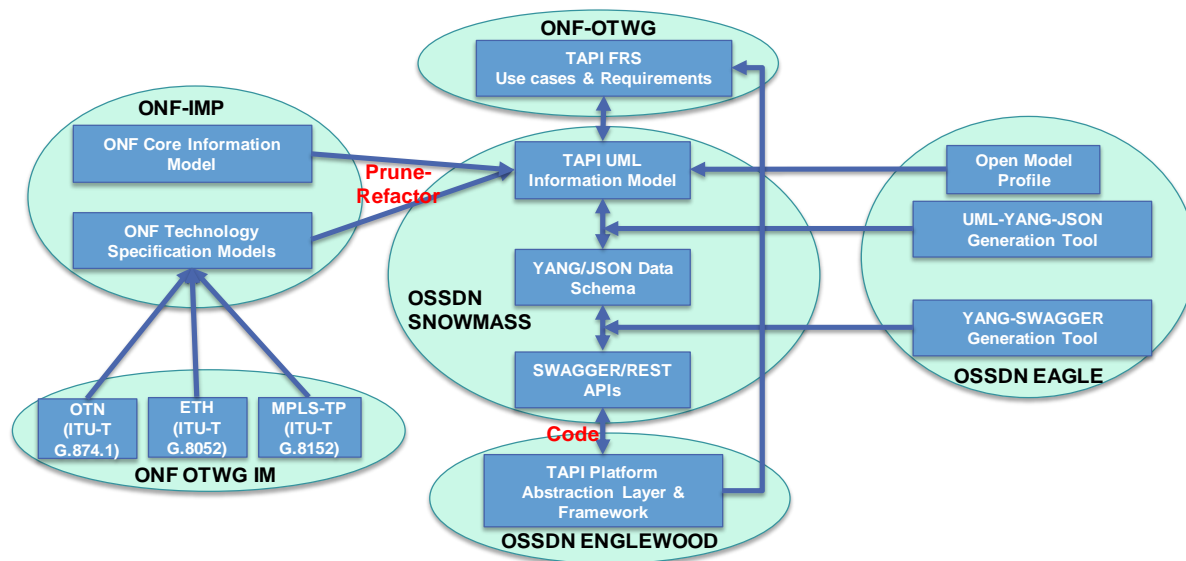 ONF-OTWG
TAPI FRS
Use cases & Requirements
ONF-IMP
ONF Core Information
Model
Prune-
Refactor
ONF Technology
Specification Models
TAPI UML
Information Model
YANG/JSON Data
Schema
OSSDN
SNOWMASS
SWAGGER/REST
APIs
Open Model
Profile
UML-YANG-JSON
Generation Tool
YANG-SWAGGER
Generation Tool
OSSDN EAGLE
OTN
(ITU-T
G.874.1)
ETH
(ITU-T
G.8052)
MPLS-TP
(ITU-T
G.8152)
ONF OTWG IM
Code
TAPI Platform
Abstraction Layer &
Framework
OSSDN ENGLEWOOD